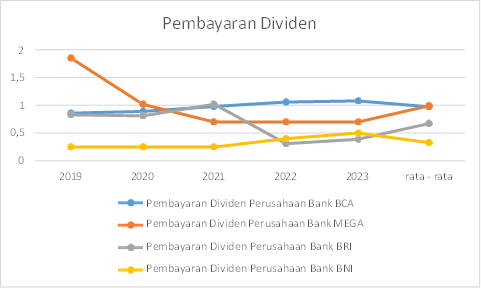 Pembayaran Dividen
2
1,5
1
0,5
0
2019 2020 2021 2022 2023 rata - rata
Pembayaran Dividen Perusahaan Bank BCA
Pembayaran Dividen Perusahaan Bank MEGA
Pembayaran Dividen Perusahaan Bank BRI
Pembayaran Dividen Perusahaan Bank BNI